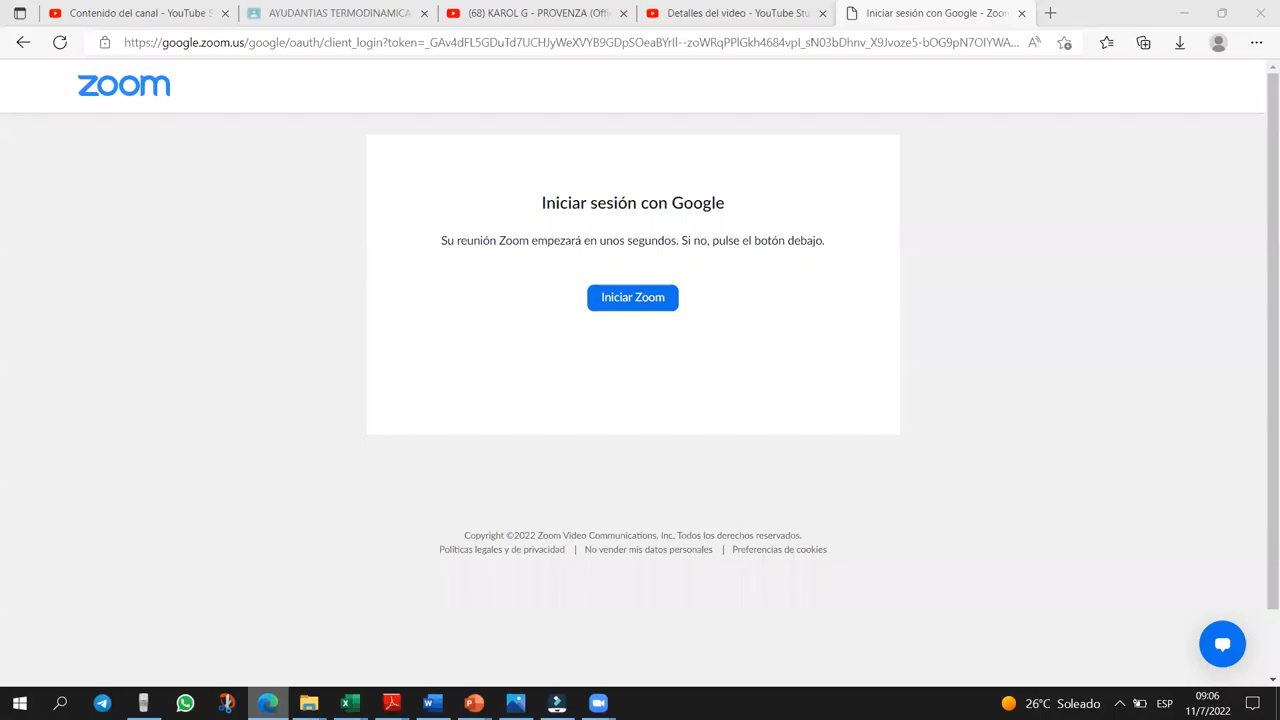 Contenido del canal - YouTube S
AYUDANTIAS TERMODINAMICA
(68) KAROL G - PROVENZA (Offi
Detalles del video - YouTube Stu
Iniciar sesión con Google - Zoom
https://google.zoom.us/google/oauth/client_login?token=
zoom
Iniciar sesión con Google
Su reunión Zoom empezará en unos segundos. Si no, pulse el botón debajo.
Iniciar Zoom
Copyright ©2022 Zoom Video Communications, Inc. Todos los derechos reservados.
Políticas legales y de privacidad | No vender mis datos personales | Preferencias de cookies
26°C Soleado
ESP
09:06
11/7/2022